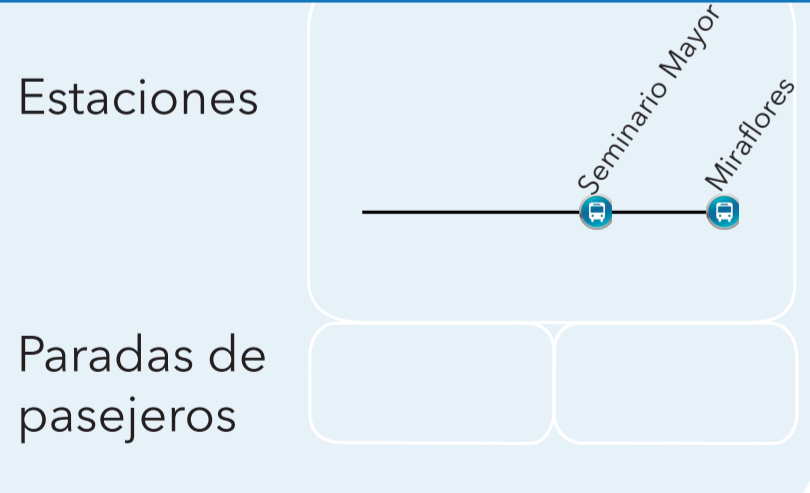 Estaciones
Seminario Mayor
Miraflores
Paradas de
pasejeros